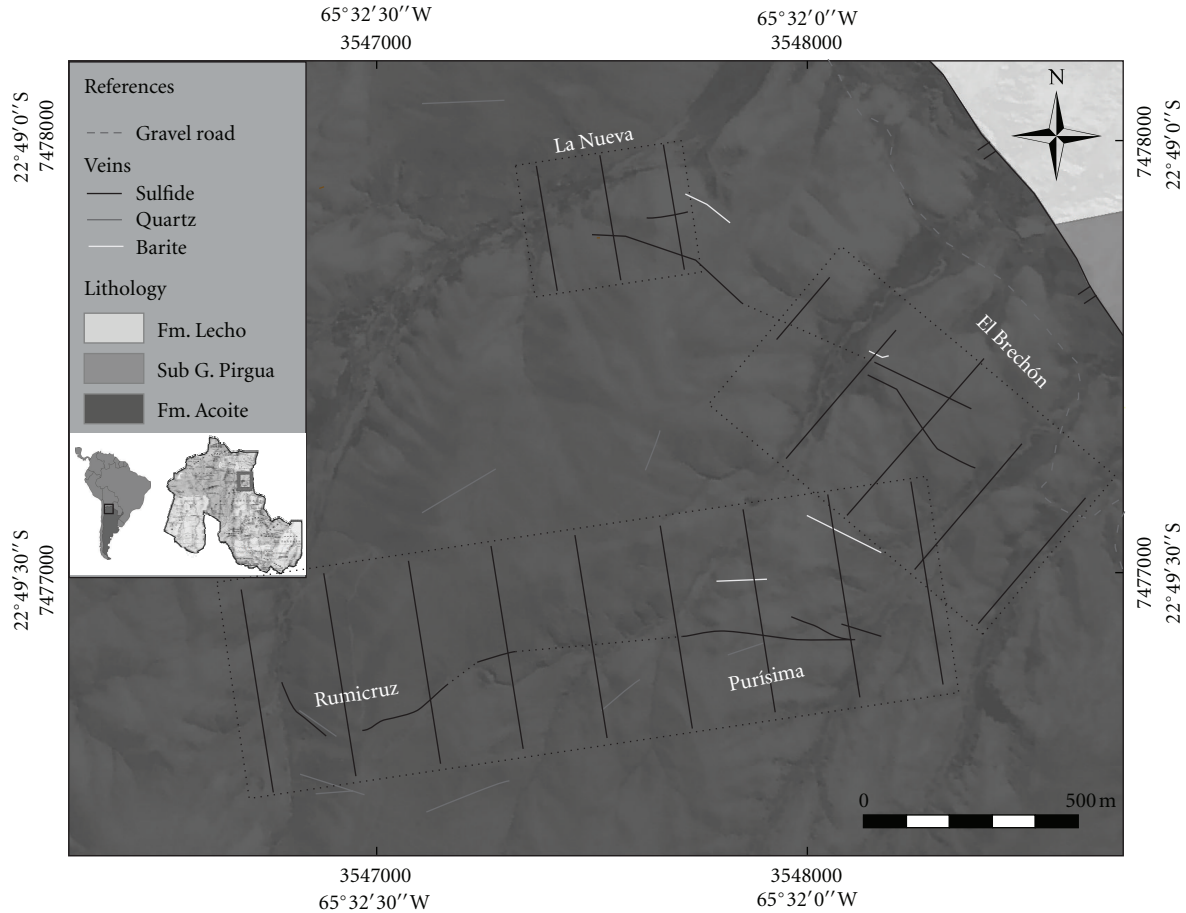 65°32′30′′W
3547000
65°32′0′′W
3548000
22°49′0′′S
7478000
7478000
22°49′0′′S
References
Gravel road
Veins
Sulfide
Quartz
Barite
Lithology
Fm. Lecho
Sub G. Pirgua
Fm. Acoite
N
La Nueva
El Brechón
Rumicruz
Purísima
22°49′30′′S
7477000
7477000
22°49′30′′S
0
500 m
3547000
65°32′30′′W
3548000
65°32′0′′W